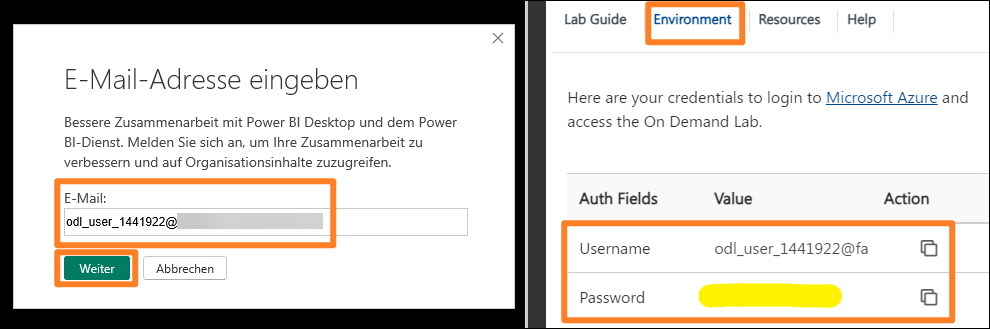 E-Mail-Adresse eingeben
Bessere Zusammenarbeit mit Power BI Desktop und dem Power
BI-Dienst. Melden Sie sich an, um Ihre Zusammenarbeit zu
verbessern und auf Organisationsinhalte zuzugreifen.
E-Mail:
odl_user_1441922@
Weiter Abbrechen
Lab Guide Environment Resources Help
Here are your credentials to login to Microsoft Azure and
access the On Demand Lab.
Auth Fields Value Action
Username odl_user_1441922@fa
Password